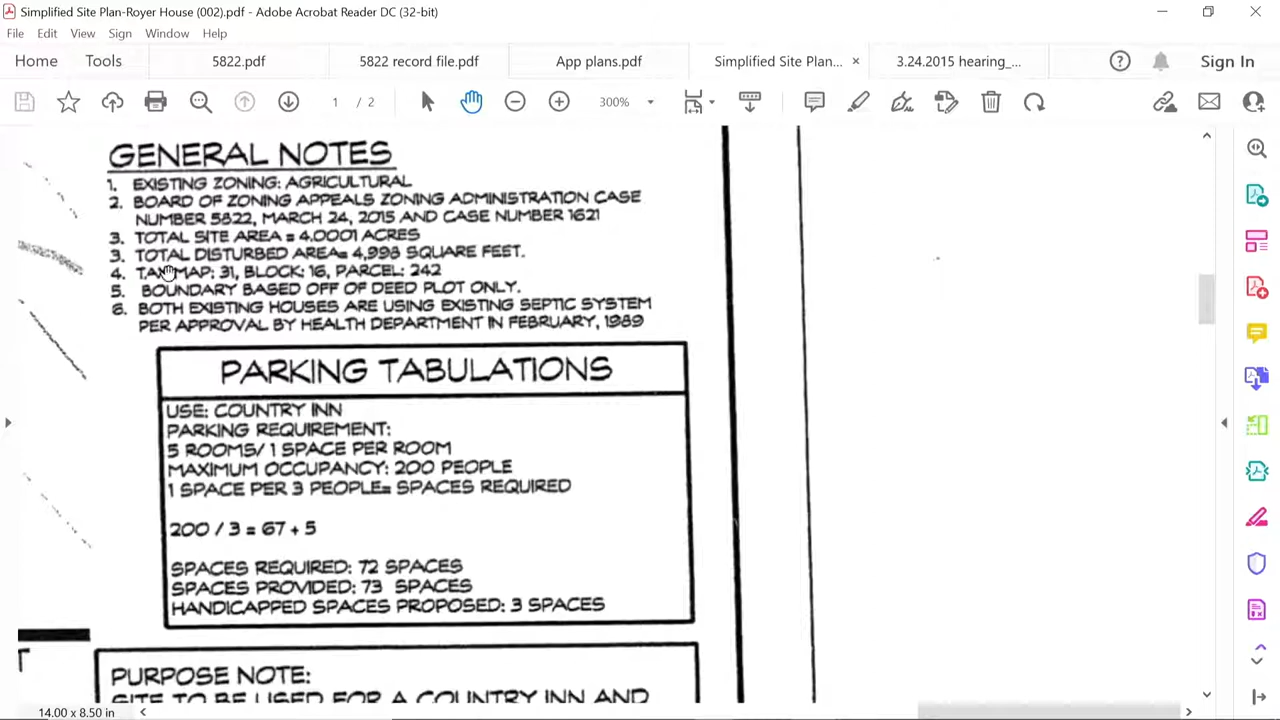 Simplified Site Plan-Royer House (002).pdf - Adobe Acrobat Reader DC (32-bit)
File Edit View Sign Window Help
Home Tools 5822.pdf 5822 record file.pdf App plans.pdf Simplified Site Plan... × 3.24.2015 hearing_... Sign In
1 / 2 300%
GENERAL NOTES
1. EXISTING ZONING: AGRICULTURAL
2. BOARD OF ZONING APPEALS ZONING ADMINISTRATION CASE
NUMBER 5822, MARCH 24, 2015 AND CASE NUMBER 1621
3. TOTAL SITE AREA = 4.0001 ACRES
3. TOTAL DISTURBED AREA= 4,998 SQUARE FEET.
4. TAX MAP: 31, BLOCK: 16, PARCEL: 242
5. BOUNDARY BASED OFF OF DEED PLOT ONLY.
6. BOTH EXISTING HOUSES ARE USING EXISTING SEPTIC SYSTEM
PER APPROVAL BY HEALTH DEPARTMENT IN FEBRUARY, 1989
PARKING TABULATIONS
USE: COUNTRY INN
PARKING REQUIREMENT:
5 ROOMS/ 1 SPACE PER ROOM
MAXIMUM OCCUPANCY: 200 PEOPLE
1 SPACE PER 3 PEOPLE= SPACES REQUIRED
200 / 3 = 67 + 5
SPACES REQUIRED: 72 SPACES
SPACES PROVIDED: 73 SPACES
HANDICAPPED SPACES PROPOSED: 3 SPACES
PURPOSE NOTE:
SITE TO BE USED FOR A COUNTRY INN AND
14.00 x 8.50 in